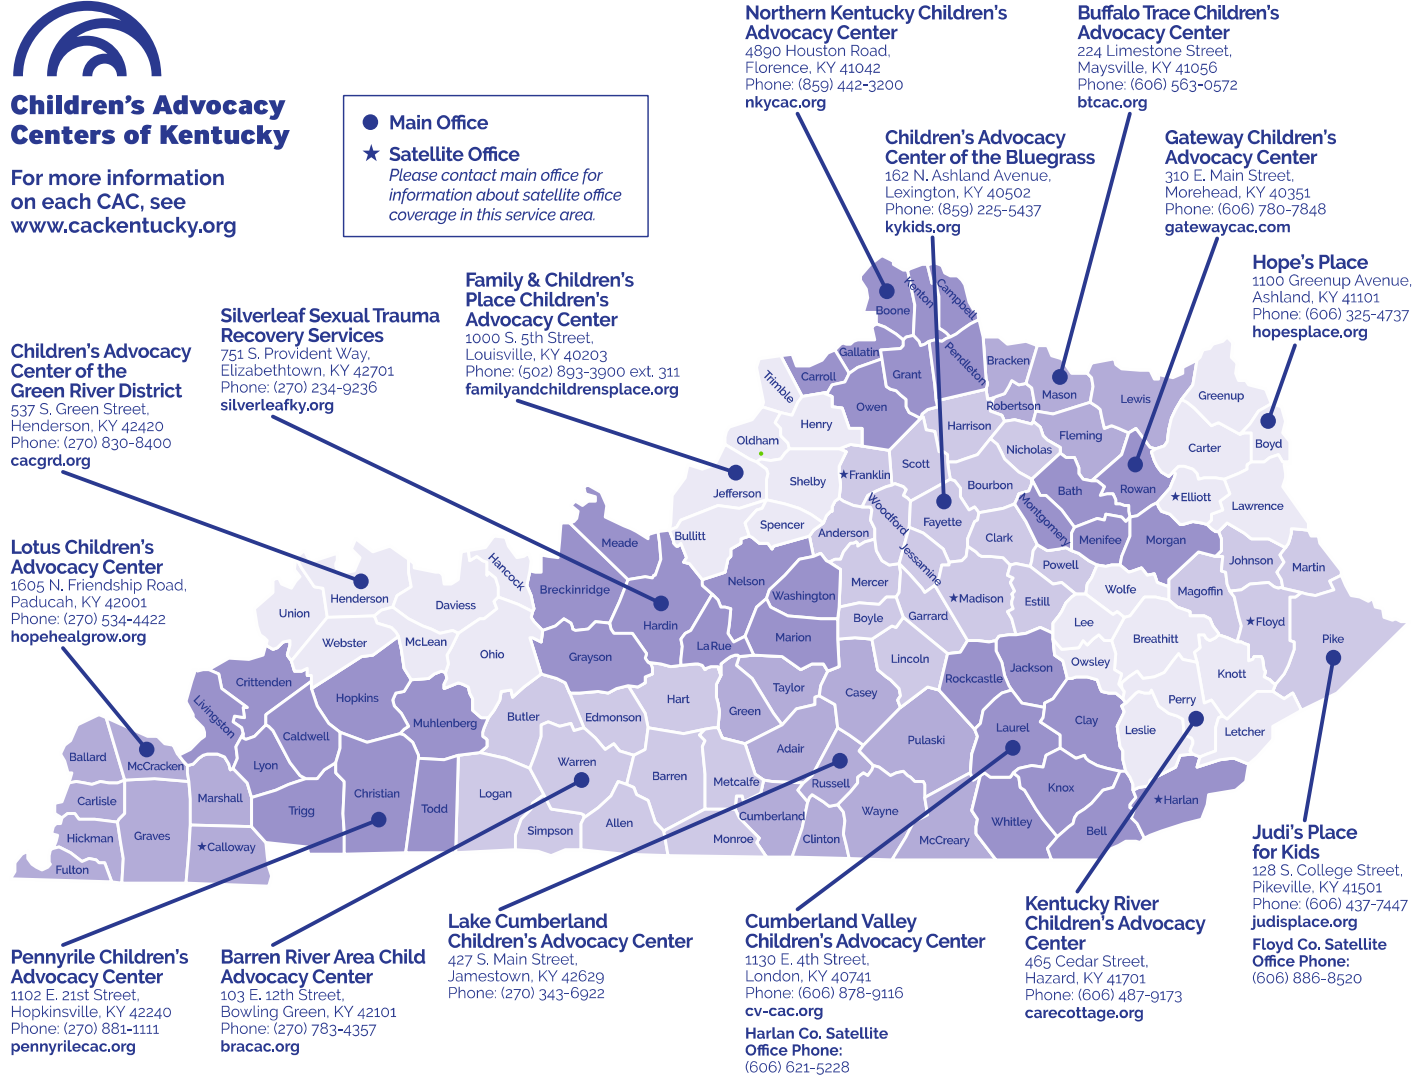 Children's Advocacy
Centers of Kentucky
For more information
on each CAC, see
www.cackentucky.org
Main Office
★ Satellite Office
Please contact main office for
information about satellite office
coverage in this service area.
Northern Kentucky Children's
Advocacy Center
4890 Houston Road,
Florence, KY 41042
Phone: (859) 442-3200
nkycac.org
Buffalo Trace Children's
Advocacy Center
224 Limestone Street,
Maysville, KY 41056
Phone: (606) 563-0572
btcac.org
Children's Advocacy
Center of the Bluegrass
162 N. Ashland Avenue,
Lexington, KY 40502
Phone: (859) 225-5437
kykids.org
Gateway Children's
Advocacy Center
310 E. Main Street,
Morehead, KY 40351
Phone: (606) 780-7848
gatewaycac.com
Hope's Place
1100 Greenup Avenue,
Ashland, KY 41101
Phone: (606) 325-4737
hopesplace.org
Family & Children's
Place Children's
Advocacy Center
1000 S. 5th Street,
Louisville, KY 40203
Phone: (502) 893-3900 ext. 311
familyandchildrensplace.org
Silverleaf Sexual Trauma
Recovery Services
751 S. Provident Way,
Elizabethtown, KY 42701
Phone: (270) 234-9236
silverleafky.org
Children's Advocacy
Center of the
Green River District
537 S. Green Street,
Henderson, KY 42420
Phone: (270) 830-8400
cacgrd.org
Lotus Children's
Advocacy Center
1605 N. Friendship Road,
Paducah, KY 42001
Phone: (270) 534-4422
hopehealgrow.org
Boone
Kenton
Campbell
Gallatin
Carroll
Grant
Pendleton
Bracken
Owen
Trimble
Henry
Oldham
Robertson
Mason
Lewis
Greenup
Harrison
Fleming
Nicholas
Carter
Boyd
Jefferson
Shelby
★Franklin
Scott
Bourbon
Bath
Rowan
★Elliott
Lawrence
Woodford
Fayette
Montgomery
Bullitt
Spencer
Anderson
Clark
Menifee
Morgan
Meade
Hancock
Jessamine
Powell
Johnson
Martin
Breckinridge
Nelson
Washington
Mercer
Wolfe
Magoffin
Henderson
Union
Daviess
Hardin
★Madison
Estill
Boyle
Garrard
Lee
★Floyd
Webster
McLean
Ohio
Grayson
LaRue
Marion
Lincoln
Breathitt
Pike
Owsley
Knott
Jackson
Rockcastle
Crittenden
Hopkins
Livingston
Muhlenberg
Butler
Edmonson
Hart
Green
Taylor
Casey
Perry
Clay
Leslie
Letcher
Laurel
Pulaski
Adair
Caldwell
Lyon
Ballard
McCracken
Warren
Barren
Metcalfe
Russell
Knox
★Harlan
Christian
Todd
Logan
Trigg
Marshall
Carlisle
Hickman
Graves
★Calloway
Fulton
Simpson
Allen
Monroe
Cumberland
Clinton
Wayne
McCreary
Whitley
Bell
Pennyrile Children's
Advocacy Center
1102 E. 21st Street,
Hopkinsville, KY 42240
Phone: (270) 881-1111
pennyrilecac.org
Barren River Area Child
Advocacy Center
103 E. 12th Street,
Bowling Green, KY 42101
Phone: (270) 783-4357
bracac.org
Lake Cumberland
Children's Advocacy Center
427 S. Main Street,
Jamestown, KY 42629
Phone: (270) 343-6922
Cumberland Valley
Children's Advocacy Center
1130 E. 4th Street,
London, KY 40741
Phone: (606) 878-9116
cv-cac.org
Harlan Co. Satellite
Office Phone:
(606) 621-5228
Kentucky River
Children's Advocacy
Center
465 Cedar Street,
Hazard, KY 41701
Phone: (606) 487-9173
carecottage.org
Judi's Place
for Kids
128 S. College Street,
Pikeville, KY 41501
Phone: (606) 437-7447
judisplace.org
Floyd Co. Satellite
Office Phone:
(606) 886-8520